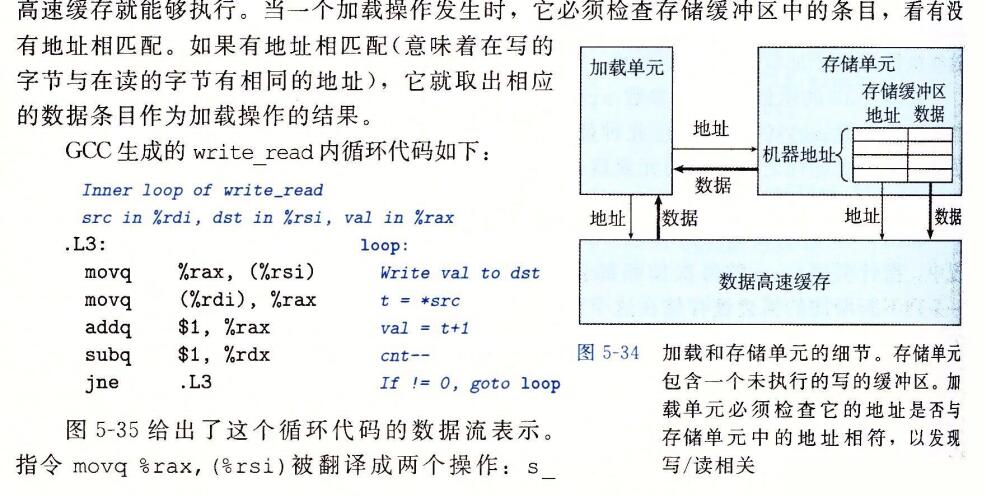 高速缓存就能够执行。当一个加载操作发生时，它必须检查存储缓冲区中的条目，看有没
有地址相匹配。如果有地址相匹配(意味着在写的
字节与在读的字节有相同的地址)，它就取出相应
的数据条目作为加载操作的结果。
GCC 生成的 write_read 内循环代码如下：
Inner loop of write_read
src in %rdi, dst in %rsi, val in %rax
.L3: loop:
movq %rax, (%rsi) Write val to dst
movq (%rdi), %rax t = *src
addq $1, %rax val = t+1
subq $1, %rdx cnt--
jne .L3 If != 0, goto loop
图 5-35 给出了这个循环代码的数据流表示。
指令 movq %rax,(%rsi)被翻译成两个操作：s_
加载单元
存储单元
存储缓冲区
地址 数据
地址
机器地址
数据
地址 数据
地址 数据
数据高速缓存
图 5-34 加载和存储单元的细节。存储单元
包含一个未执行的写的缓冲区。加
载单元必须检查它的地址是否与
存储单元中的地址相符，以发现
写/读相关